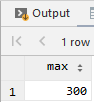 Output
1 row
max
1 300